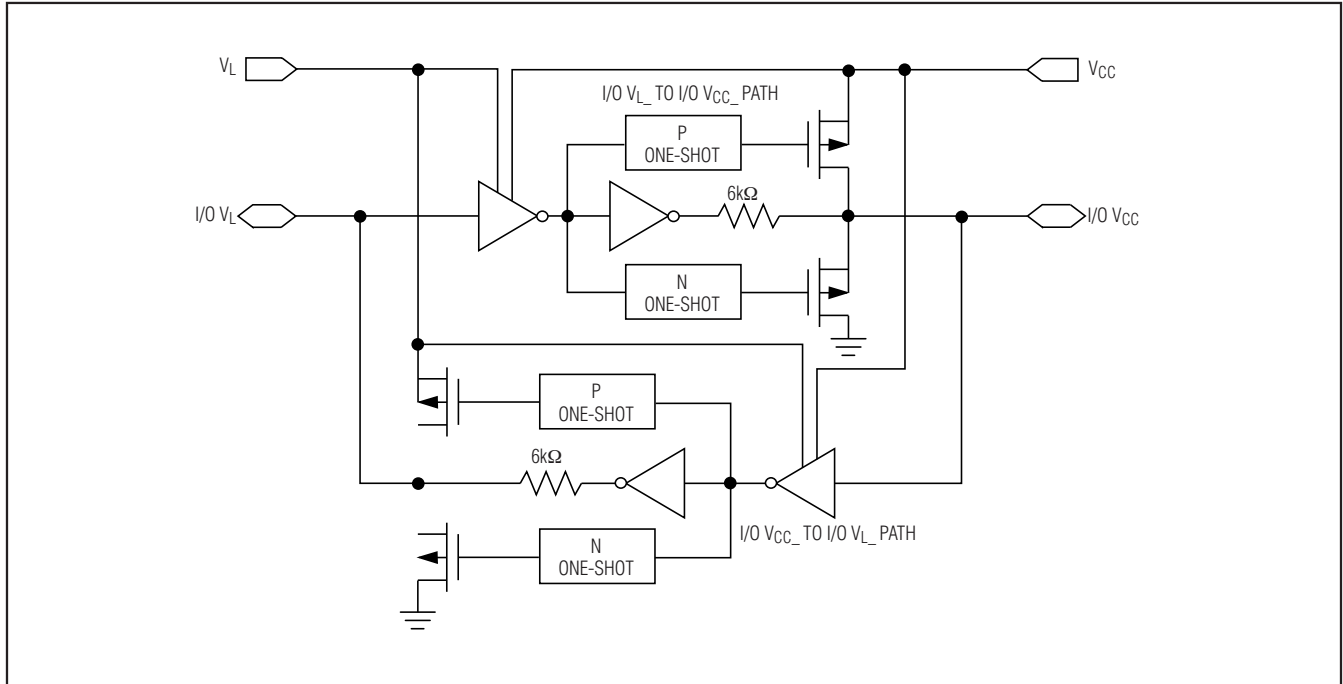 VL
VCC
I/O VL_ TO I/O VCC_ PATH
P
ONE-SHOT
I/O VL
6kΩ
I/O VCC
N
ONE-SHOT
P
ONE-SHOT
6kΩ
I/O VCC_ TO I/O VL_ PATH
N
ONE-SHOT